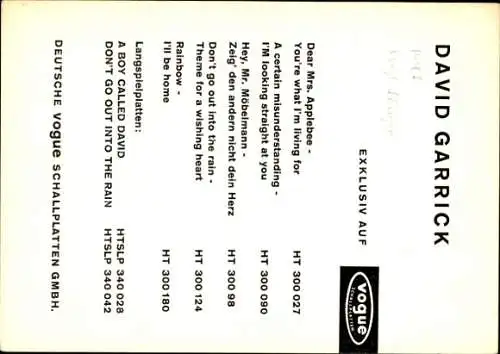 DAVID GARRICK
EXKLUSIV AUF
vogue
SCHALLPLATTEN
Dear Mrs. Applebee -
You're what I'm living for HT 300 027
A certain misunderstanding -
I'M looking straight at you HT 300 090
Hey, Mr. Möbelmann -
Zeig' den andern nicht dein Herz HT 300 98
Don't go out into the rain -
Theme for a wishing heart HT 300 124
Rainbow -
I'll be home HT 300 180
Langspielplatten:
A BOY CALLED DAVID HTSLP 340 028
DON'T GO OUT INTO THE RAIN HTSLP 340 042
DEUTSCHE vogue SCHALLPLATTEN GMBH.